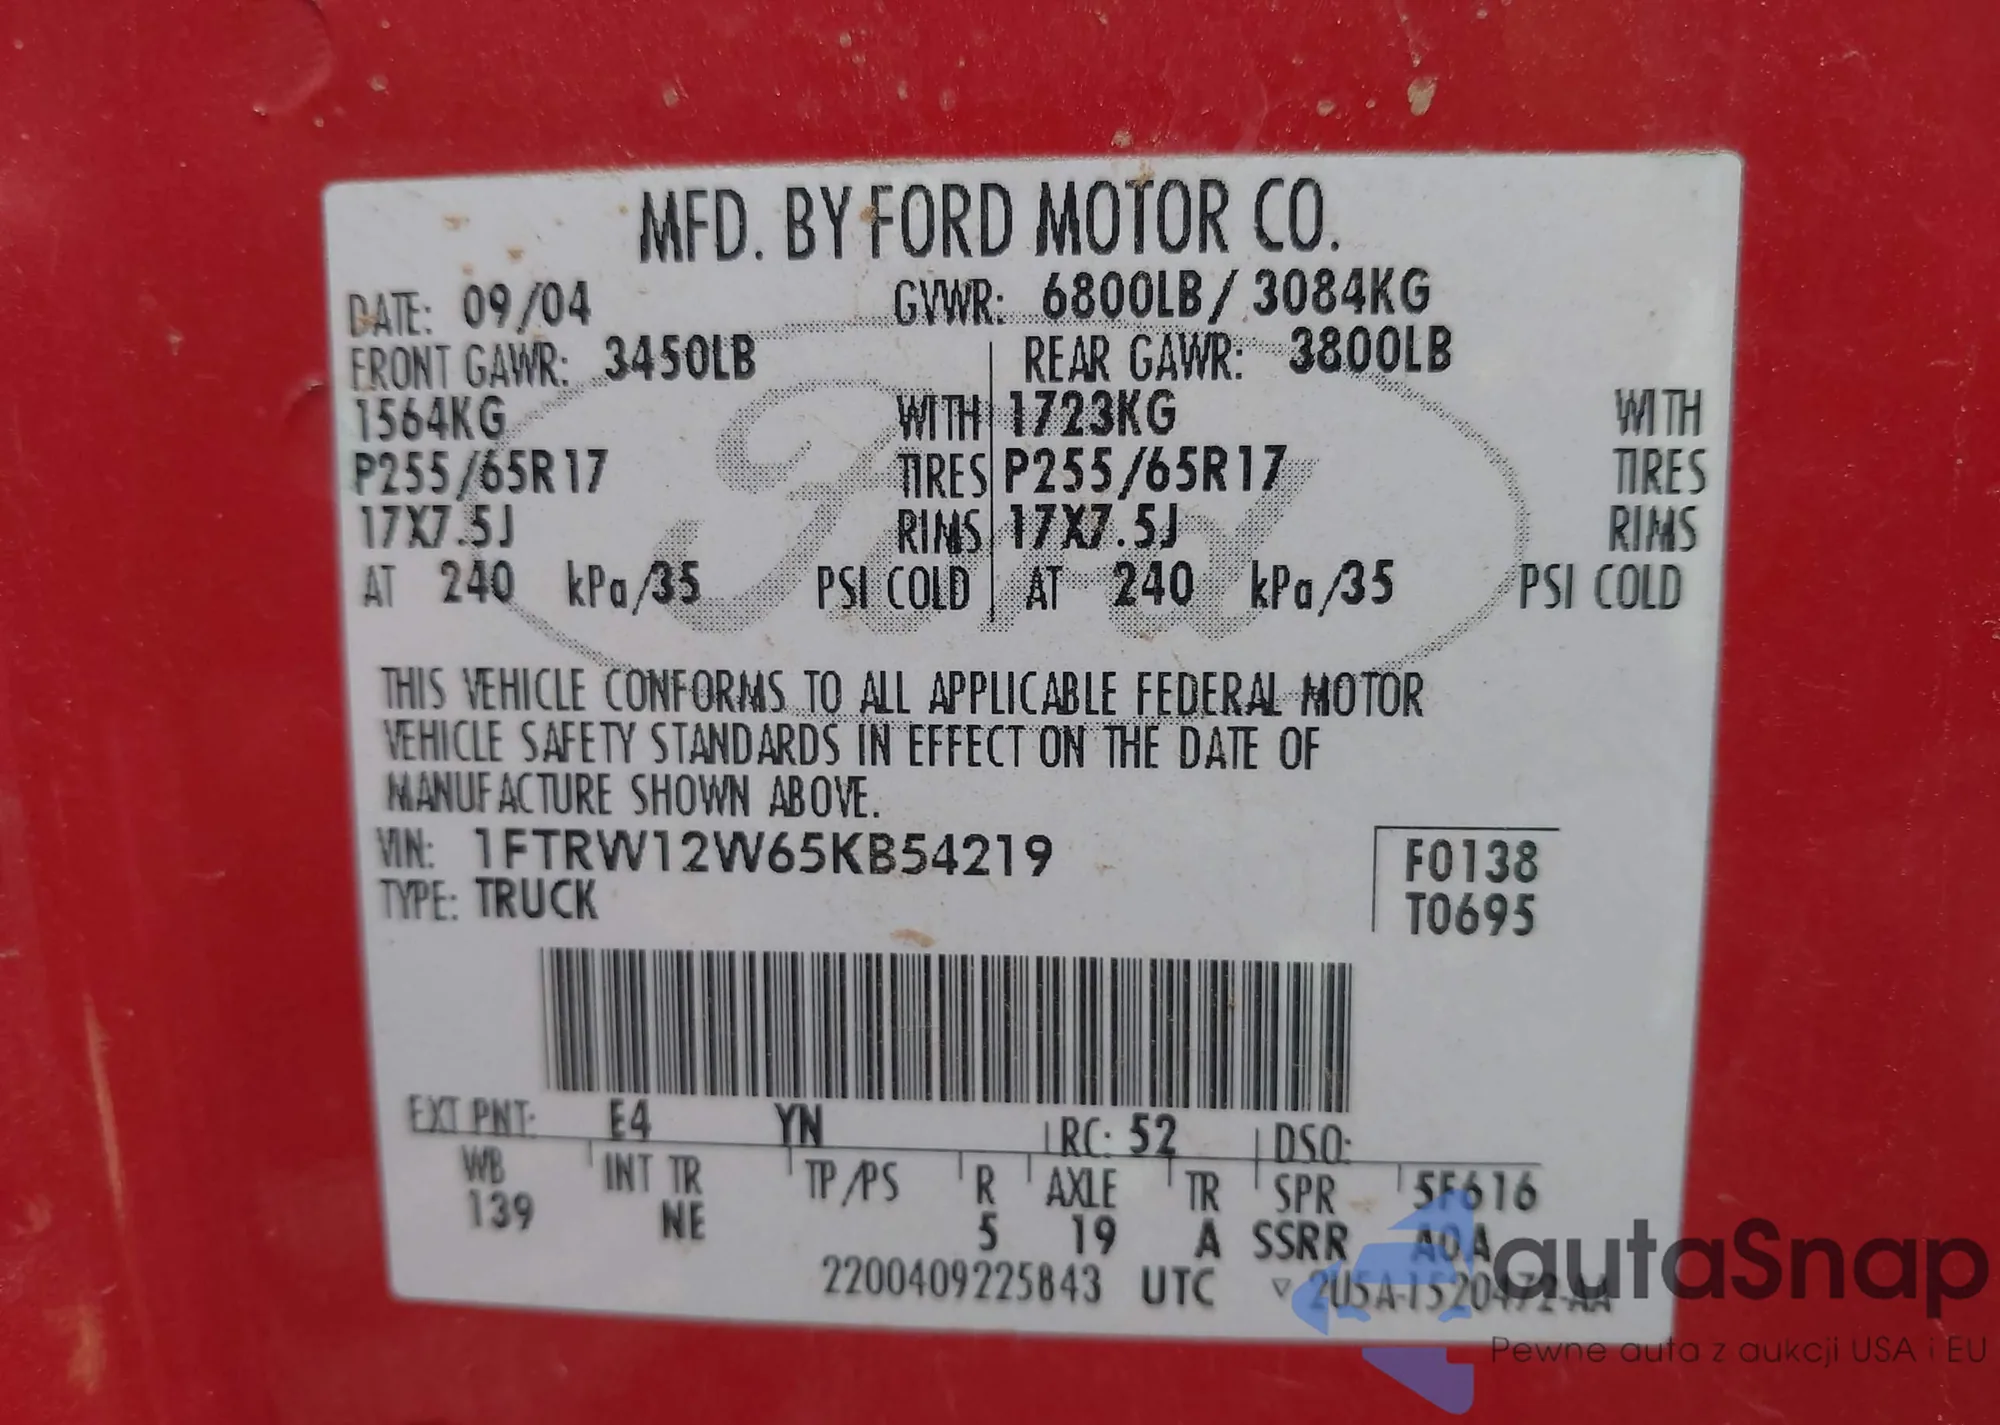 MFD. BY FORD MOTOR CO.
DATE: 09/04 GVWR: 6800LB/ 3084KG
FRONT GAWR: 3450LB REAR GAWR: 3800LB
1564KG WITH 1723KG WITH
P255/65R17 TIRES P255/65R17 TIRES
17X7.5J RIMS 17X7.5J RIMS
AT 240 kPa/35 PSI COLD AT 240 kPa/35 PSI COLD
Ford
THIS VEHICLE CONFORMS TO ALL APPLICABLE FEDERAL MOTOR
VEHICLE SAFETY STANDARDS IN EFFECT ON THE DATE OF
MANUFACTURE SHOWN ABOVE.
VIN: 1FTRW12W65KB54219 F0138
TYPE: TRUCK T0695
EXT PNT: E4 YN RC: 52 DSO:
WB INT TR TP/PS R AXLE TR SPR 5F616
139 NE 5 19 A SSRR A0A
2200409225843 UTC ▽ 2U5A-1520472-AA
autaSnap
Pewne auta z aukcji USA i EU